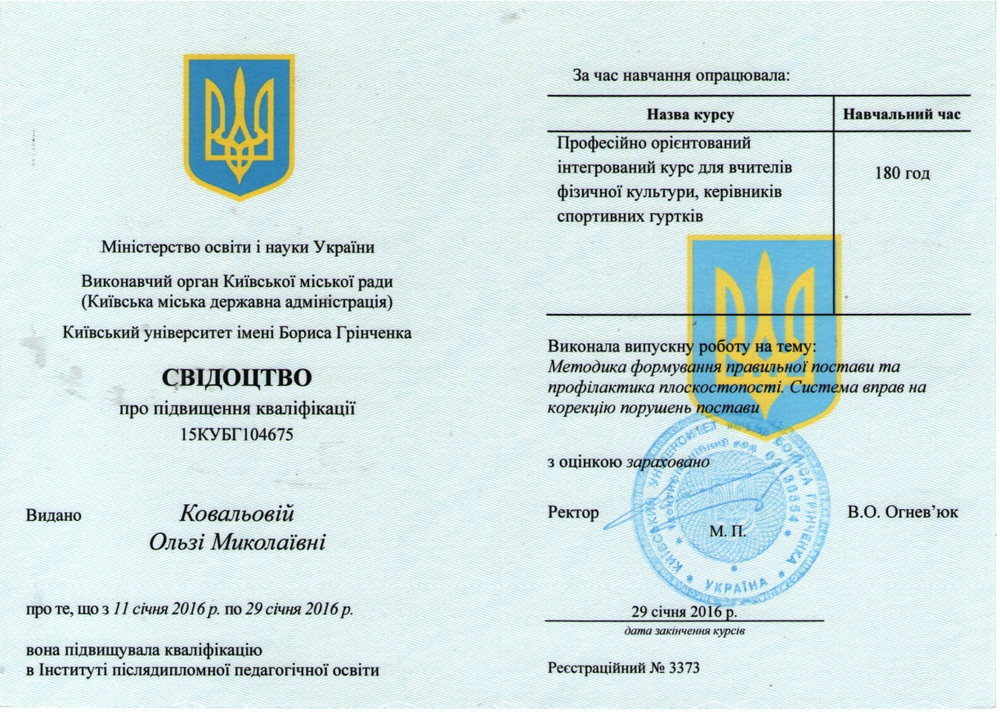 Міністерство освіти і науки України
Виконавчий орган Київської міської ради
(Київська міська державна адміністрація)
Київський університет імені Бориса Грінченка
СВІДОЦТВО
про підвищення кваліфікації
15КУБГ104675
Видано Ковальовій
Ользі Миколаївні
про те, що з 11 січня 2016 р. по 29 січня 2016 р.
вона підвищувала кваліфікацію
в Інституті післядипломної педагогічної освіти
За час навчання опрацювала:
Назва курсу Навчальний час
Професійно орієнтований
інтегрований курс для вчителів
фізичної культури, керівників
спортивних гуртків
180 год
Виконала випускну роботу на тему:
Методика формування правильної постави та
профілактика плоскостопості. Система вправ на
корекцію порушень постави
з оцінкою зараховано
Ректор В.О. Огнев’юк
М. П.
КИЇВСЬКИЙ УНІВЕРСИТЕТ ІМЕНІ БОРИСА ГРІНЧЕНКА
* УКРАЇНА *
29 січня 2016 р.
дата закінчення курсів
Реєстраційний № 3373